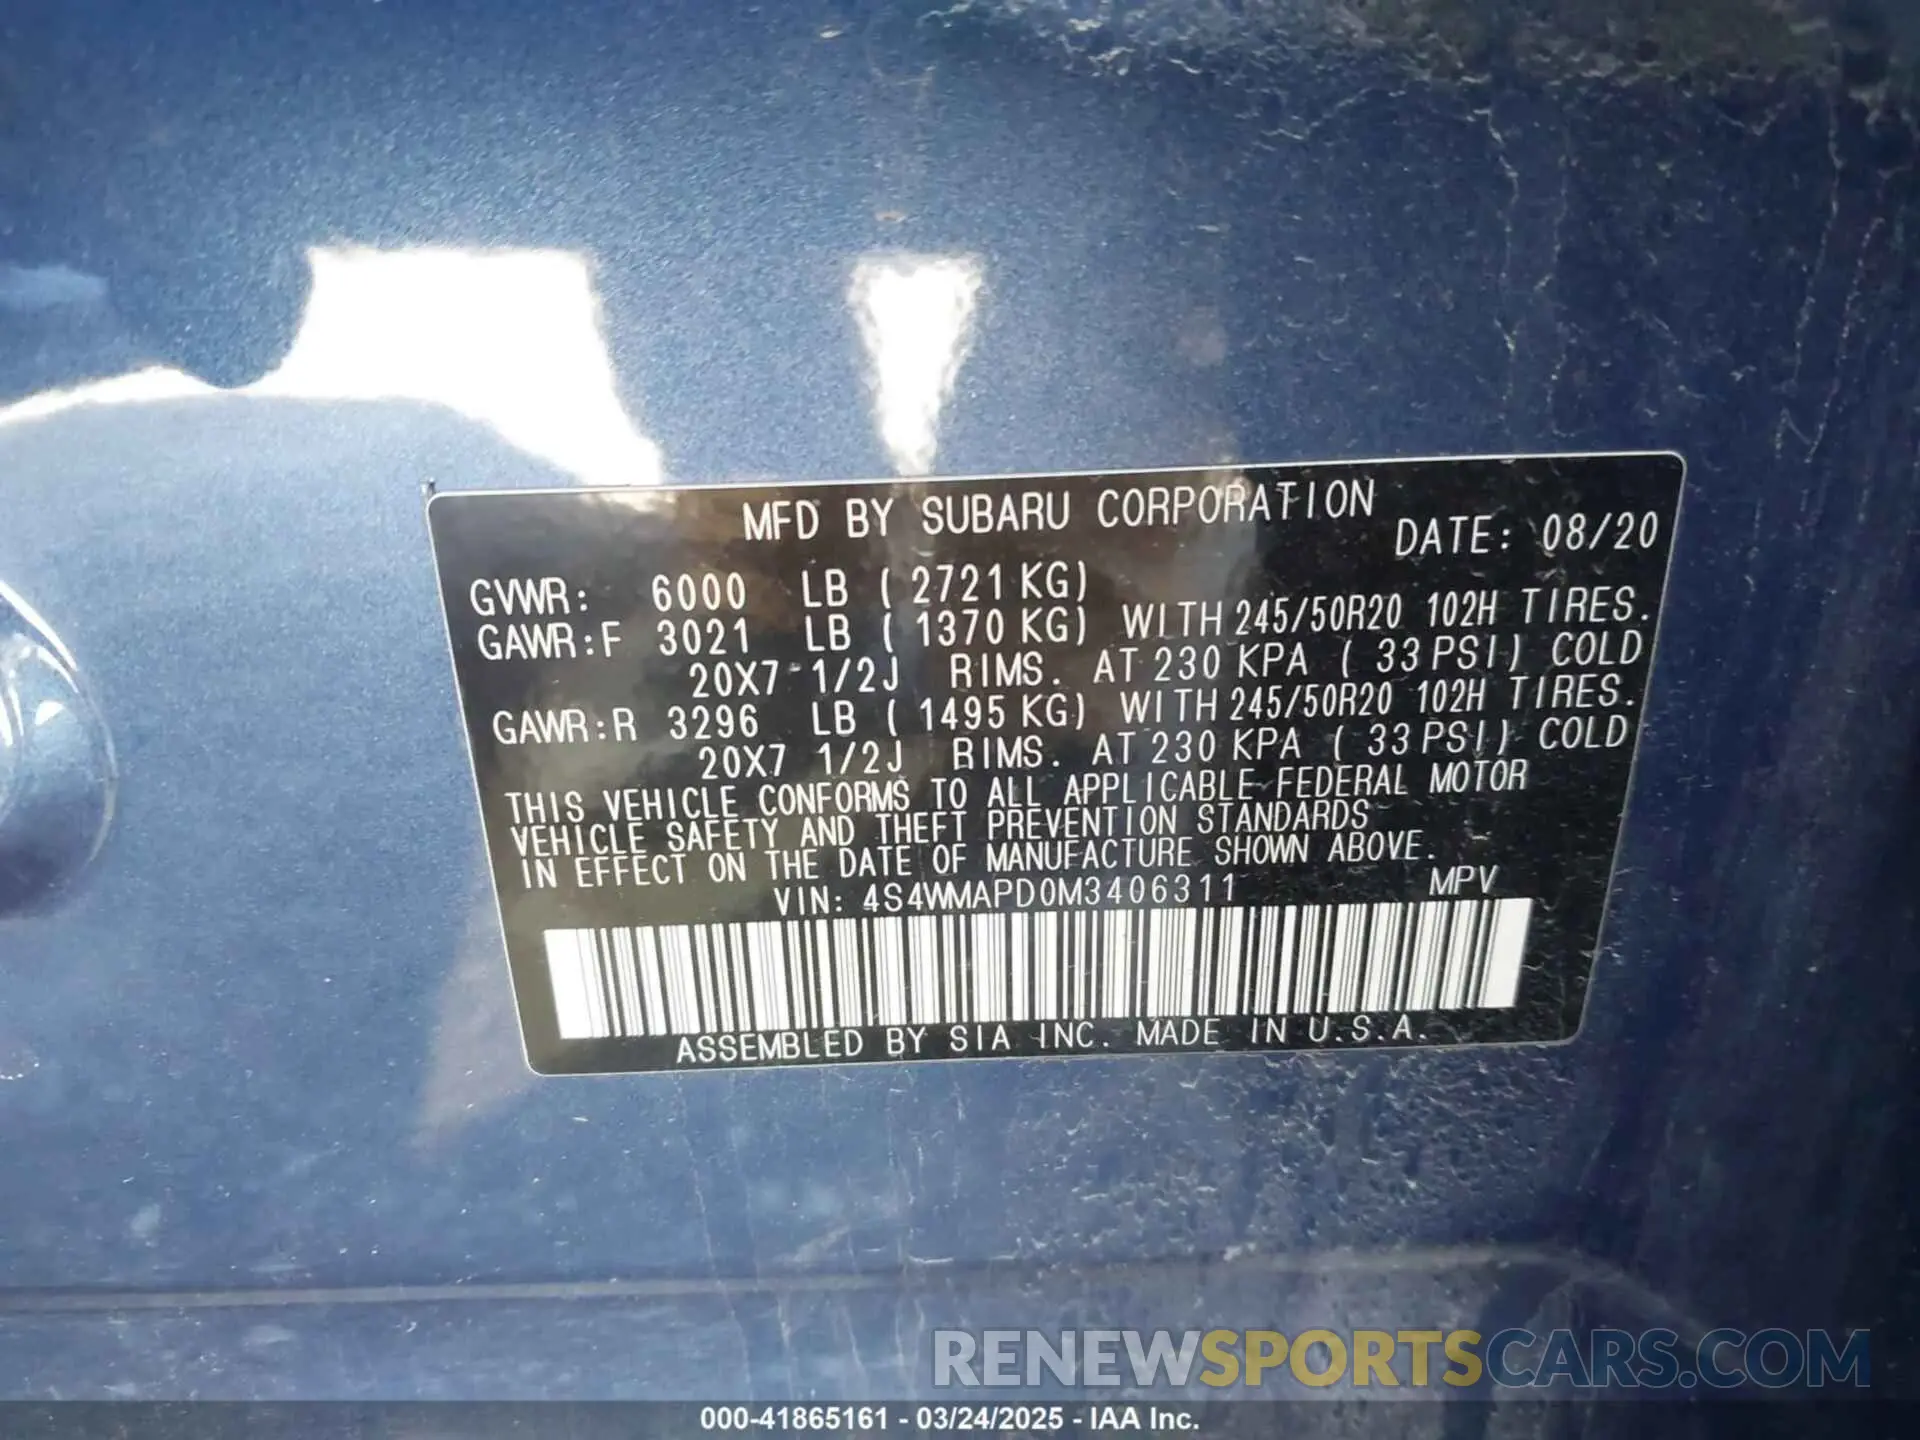 MFD BY SUBARU CORPORATION
DATE: 08/20
GVWR: 6000 LB ( 2721 KG)
GAWR:F 3021 LB ( 1370 KG) WITH 245/50R20 102H TIRES.
20X7 1/2J RIMS. AT 230 KPA ( 33 PSI) COLD
GAWR:R 3296 LB ( 1495 KG) WITH 245/50R20 102H TIRES.
20X7 1/2J RIMS. AT 230 KPA ( 33 PSI) COLD
THIS VEHICLE CONFORMS TO ALL APPLICABLE FEDERAL MOTOR
VEHICLE SAFETY AND THEFT PREVENTION STANDARDS
IN EFFECT ON THE DATE OF MANUFACTURE SHOWN ABOVE.
VIN: 4S4WMAPD0M3406311 MPV
ASSEMBLED BY SIA INC. MADE IN U.S.A.
RENEWSPORTSCARS.COM
000-41865161 - 03/24/2025 - IAA Inc.